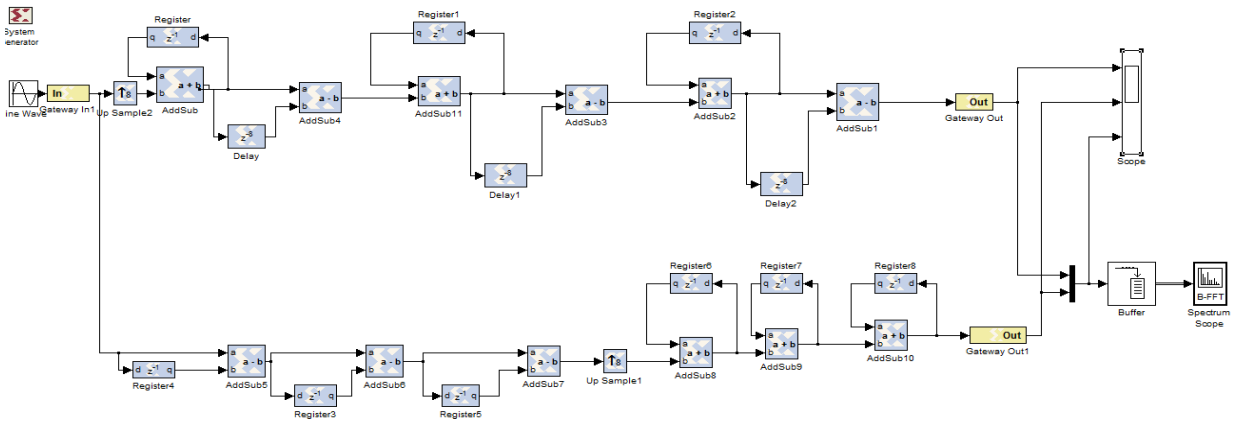 System
enerator
Register
q z⁻¹ d
Register1
q z⁻¹ d
Register2
q z⁻¹ d
ine Wave
In
Gateway In1
↑8
Up Sample2
a
b
a + b
AddSub
z⁻⁸
Delay
a
b
a - b
AddSub4
a
b
a + b
AddSub11
z⁻⁸
Delay1
a
b
a - b
AddSub3
a
b
a + b
AddSub2
z⁻⁸
Delay2
a
b
a - b
AddSub1
Out
Gateway Out
Scope
d z⁻¹ q
Register4
a
b
a - b
AddSub5
d z⁻¹ q
Register3
a
b
a - b
AddSub6
d z⁻¹ q
Register5
a
b
a - b
AddSub7
↑8
Up Sample1
Register6
q z⁻¹ d
a
b
a + b
AddSub8
Register7
q z⁻¹ d
a
b
a + b
AddSub9
Register8
q z⁻¹ d
a
b
a + b
AddSub10
Out
Gateway Out1
Buffer
B-FFT
Spectrum
Scope